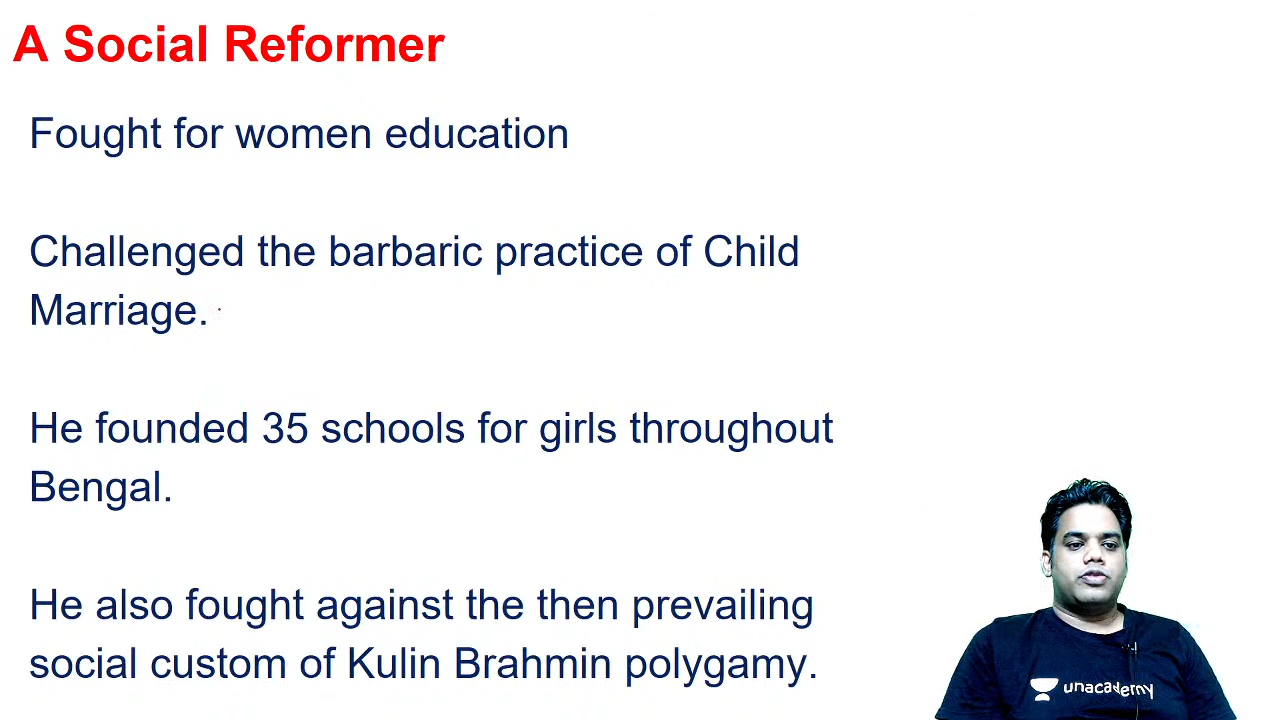 A Social Reformer
Fought for women education
Challenged the barbaric practice of Child
Marriage.
He founded 35 schools for girls throughout
Bengal.
He also fought against the then prevailing
social custom of Kulin Brahmin polygamy.
unacademy